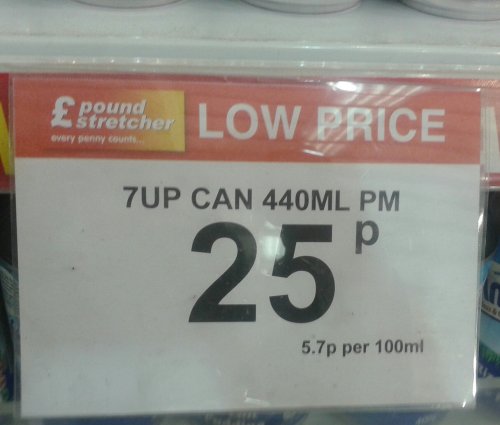 £ pound
stretcher
every penny counts...
LOW PRICE
7UP CAN 440ML PM
25p
5.7p per 100ml